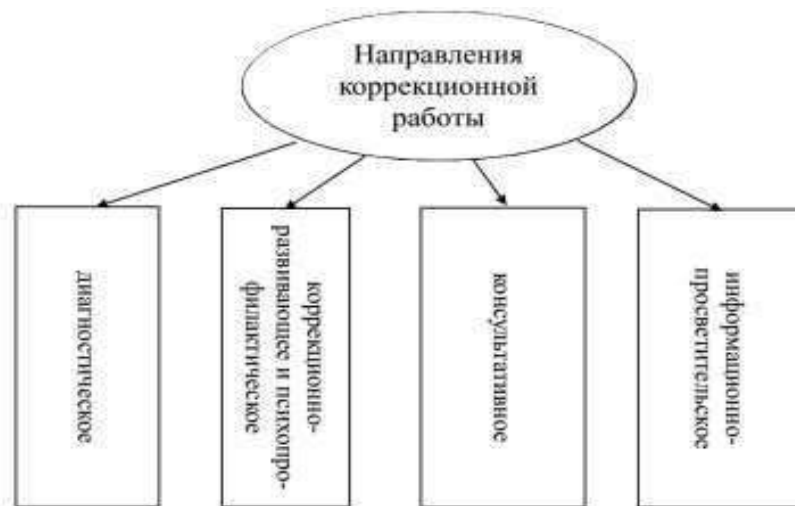 Направления
коррекционной
работы
диагностическое
коррекционно-
развивающее и психопро-
филактическое
консультативное
информационно-
просветительское